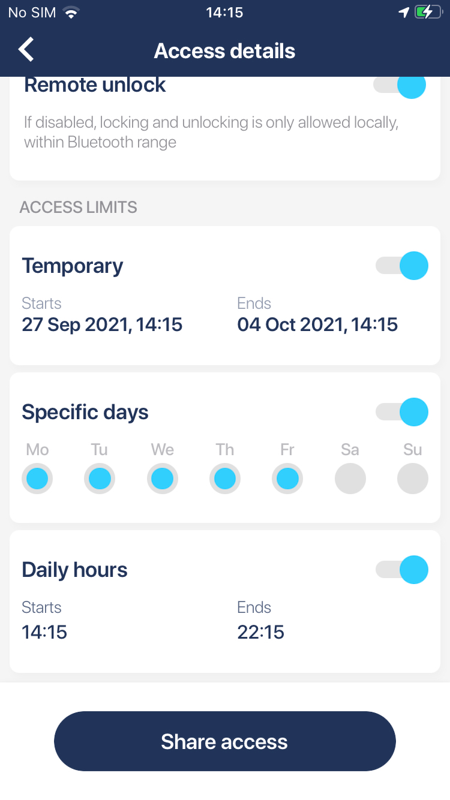 No SIM 14:15
Access details
Remote unlock
If disabled, locking and unlocking is only allowed locally,
within Bluetooth range
ACCESS LIMITS
Temporary
Starts Ends
27 Sep 2021, 14:15 04 Oct 2021, 14:15
Specific days
Mo Tu We Th Fr Sa Su
Daily hours
Starts Ends
14:15 22:15
Share access